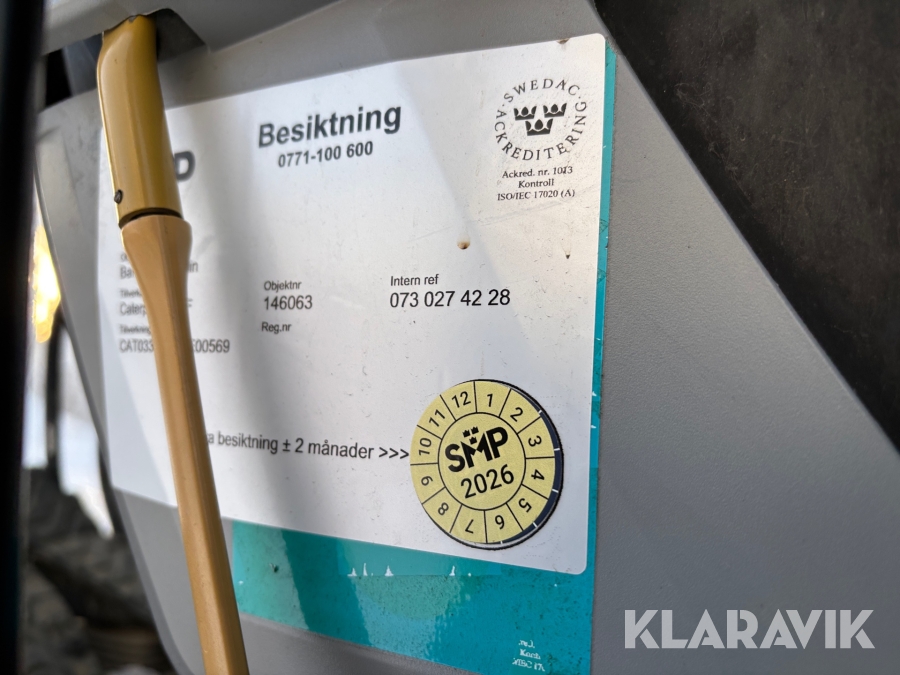 Besiktning
0771-100 600
SWEDAC
ACKREDITERING
Ackred. nr. 1013
Kontroll
ISO/IEC 17020 (A)
Objektnr
146063
Reg.nr
Intern ref
073 027 42 28
besiktning ± 2 månader >>>
12 1 2 3 4 5 6 7 8 9 10 11
SMP
2026
KLARAVIK